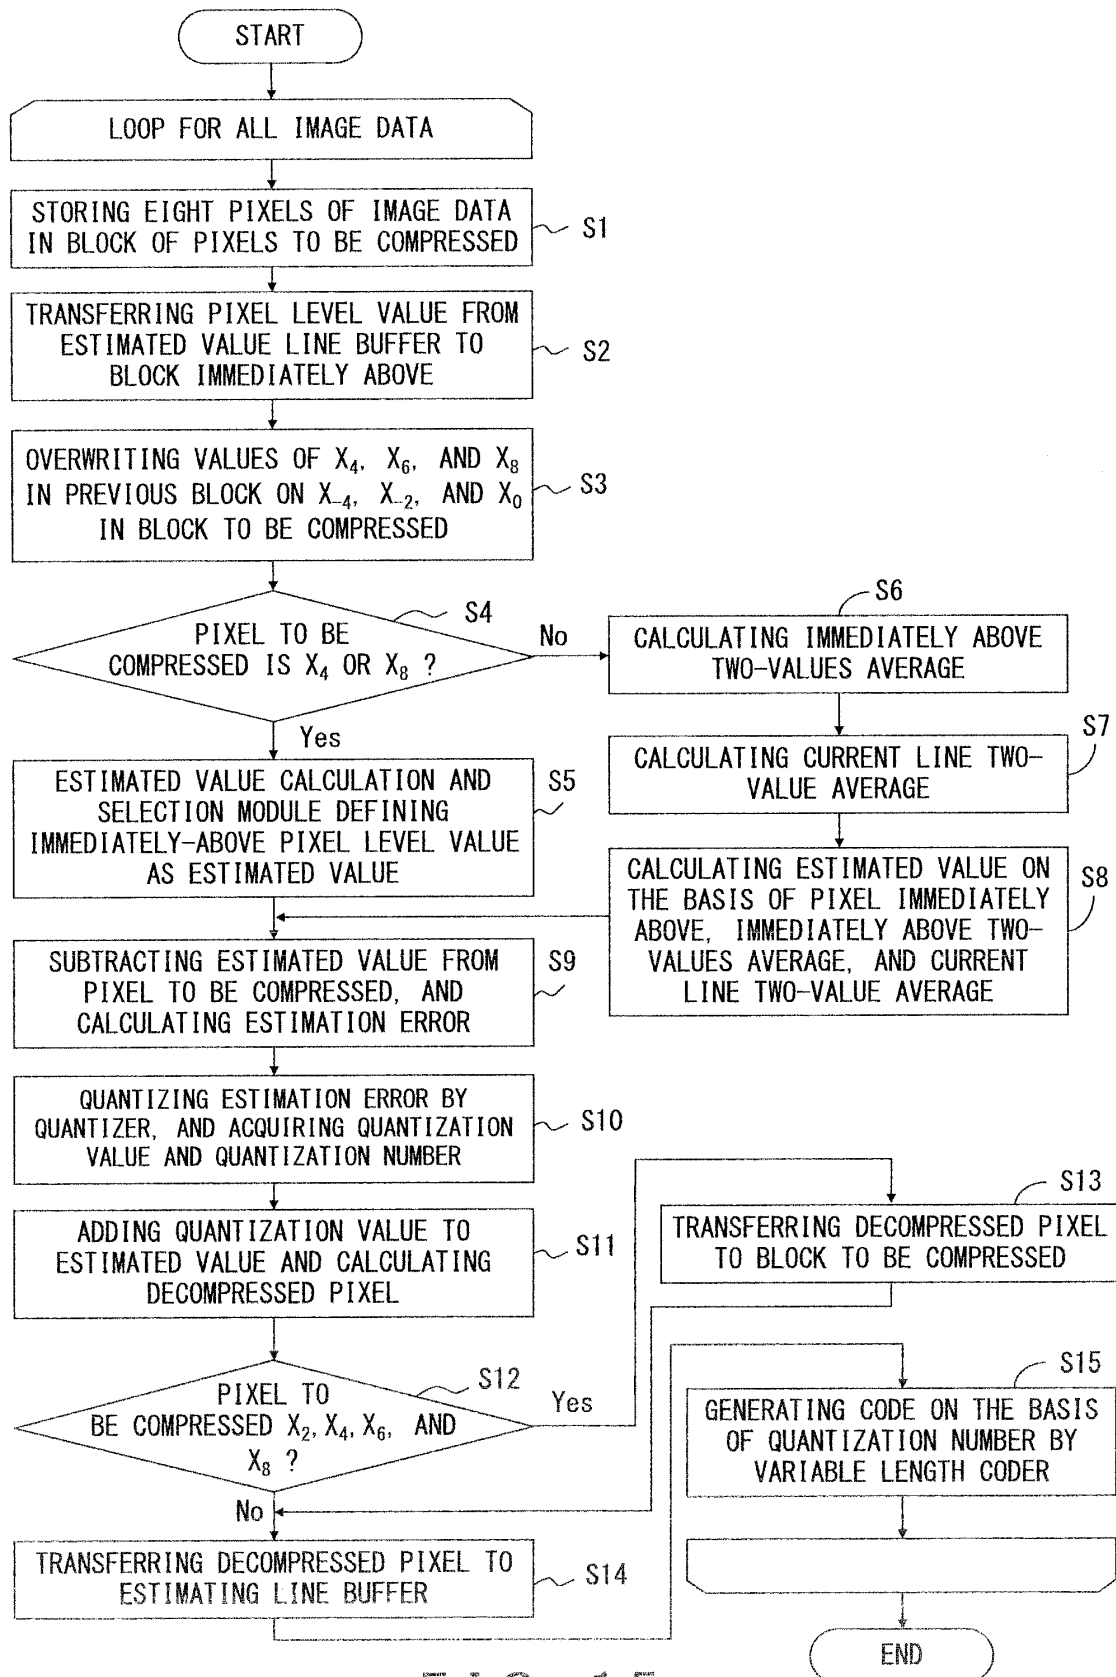 START
LOOP FOR ALL IMAGE DATA
STORING EIGHT PIXELS OF IMAGE DATA
IN BLOCK OF PIXELS TO BE COMPRESSED
S1
TRANSFERRING PIXEL LEVEL VALUE FROM
ESTIMATED VALUE LINE BUFFER TO
BLOCK IMMEDIATELY ABOVE
S2
OVERWRITING VALUES OF X4, X6, AND X8
IN PREVIOUS BLOCK ON X-4, X-2, AND X0
IN BLOCK TO BE COMPRESSED
S3
PIXEL TO BE
COMPRESSED IS X4 OR X8 ?
S4
No
Yes
ESTIMATED VALUE CALCULATION AND
SELECTION MODULE DEFINING
IMMEDIATELY-ABOVE PIXEL LEVEL VALUE
AS ESTIMATED VALUE
S5
S6
CALCULATING IMMEDIATELY ABOVE
TWO-VALUES AVERAGE
S7
CALCULATING CURRENT LINE TWO-
VALUE AVERAGE
S8
CALCULATING ESTIMATED VALUE ON
THE BASIS OF PIXEL IMMEDIATELY
ABOVE, IMMEDIATELY ABOVE TWO-
VALUES AVERAGE, AND CURRENT
LINE TWO-VALUE AVERAGE
SUBTRACTING ESTIMATED VALUE FROM
PIXEL TO BE COMPRESSED, AND
CALCULATING ESTIMATION ERROR
S9
QUANTIZING ESTIMATION ERROR BY
QUANTIZER, AND ACQUIRING QUANTIZATION
VALUE AND QUANTIZATION NUMBER
S10
ADDING QUANTIZATION VALUE TO
ESTIMATED VALUE AND CALCULATING
DECOMPRESSED PIXEL
S11
PIXEL TO
BE COMPRESSED X2, X4, X6, AND
X8 ?
S12
Yes
No
S13
TRANSFERRING DECOMPRESSED PIXEL
TO BLOCK TO BE COMPRESSED
TRANSFERRING DECOMPRESSED PIXEL TO
ESTIMATING LINE BUFFER
S14
S15
GENERATING CODE ON THE BASIS
OF QUANTIZATION NUMBER BY
VARIABLE LENGTH CODER
END